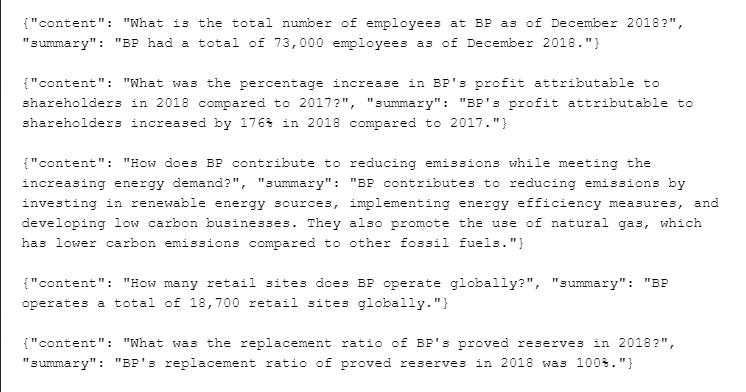 {"content": "What is the total number of employees at BP as of December 2018?",
"summary": "BP had a total of 73,000 employees as of December 2018."}
{"content": "What was the percentage increase in BP's profit attributable to
shareholders in 2018 compared to 2017?", "summary": "BP's profit attributable to
shareholders increased by 176% in 2018 compared to 2017."}
{"content": "How does BP contribute to reducing emissions while meeting the
increasing energy demand?", "summary": "BP contributes to reducing emissions by
investing in renewable energy sources, implementing energy efficiency measures, and
developing low carbon businesses. They also promote the use of natural gas, which
has lower carbon emissions compared to other fossil fuels."}
{"content": "How many retail sites does BP operate globally?", "summary": "BP
operates a total of 18,700 retail sites globally."}
{"content": "What was the replacement ratio of BP's proved reserves in 2018?",
"summary": "BP's replacement ratio of proved reserves in 2018 was 100%."}